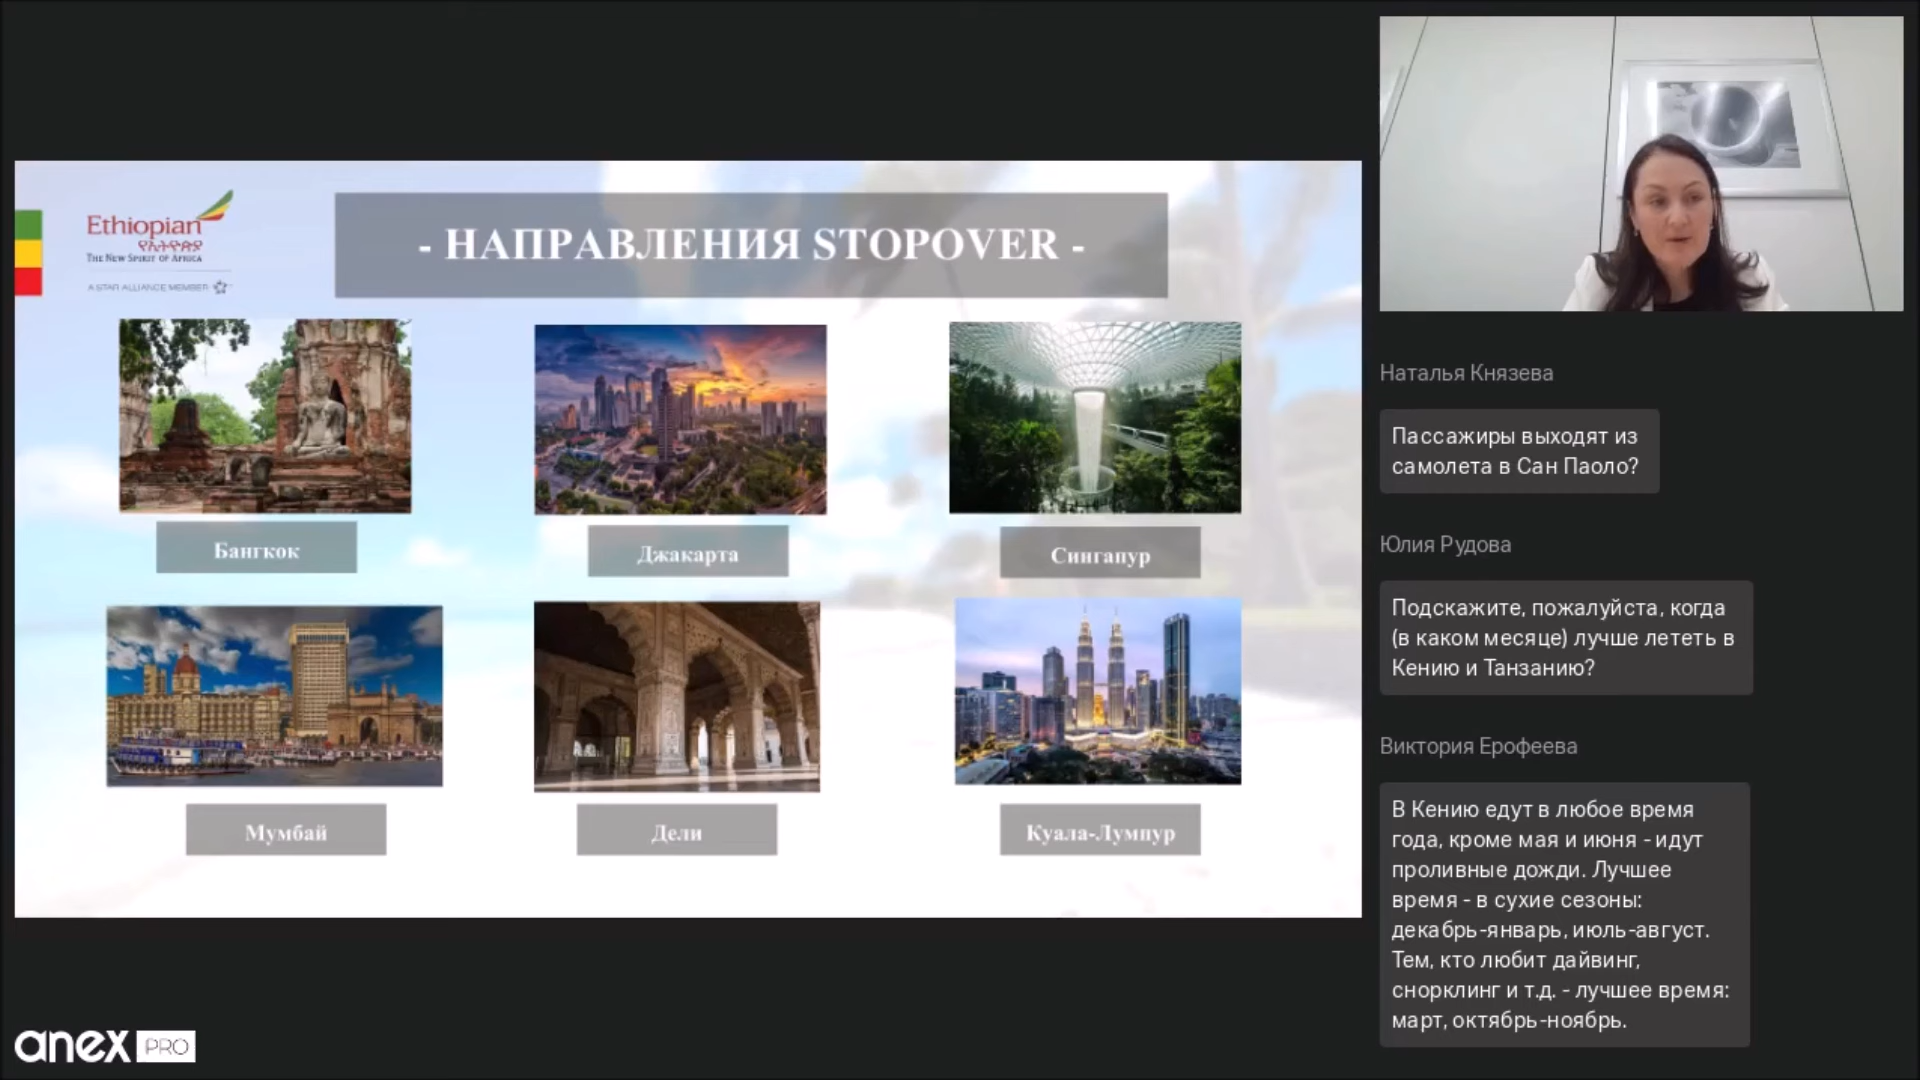 Ethiopian
የኢትዮጵያ
THE NEW SPIRIT OF AFRICA
A STAR ALLIANCE MEMBER
- НАПРАВЛЕНИЯ STOPOVER -
Бангкок
Джакарта
Сингапур
Мумбай
Дели
Куала-Лумпур
anex PRO
Наталья Князева
Пассажиры выходят из
самолета в Сан Паоло?
Юлия Рудова
Подскажите, пожалуйста, когда
(в каком месяце) лучше лететь в
Кению и Танзанию?
Виктория Ерофеева
В Кению едут в любое время
года, кроме мая и июня - идут
проливные дожди. Лучшее
время - в сухие сезоны:
декабрь-январь, июль-август.
Тем, кто любит дайвинг,
снорклинг и т.д. - лучшее время:
март, октябрь-ноябрь.